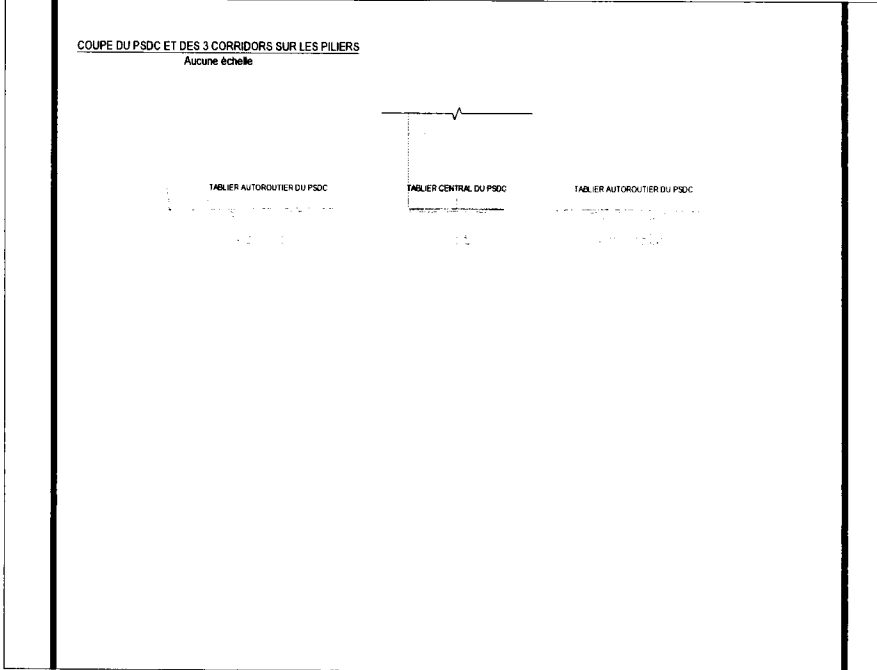 COUPE DU PSDC ET DES 3 CORRIDORS SUR LES PILIERS
Aucune échelle
TABLIER AUTOROUTIER DU PSDC
TABLIER CENTRAL DU PSDC
TABLIER AUTOROUTIER DU PSDC